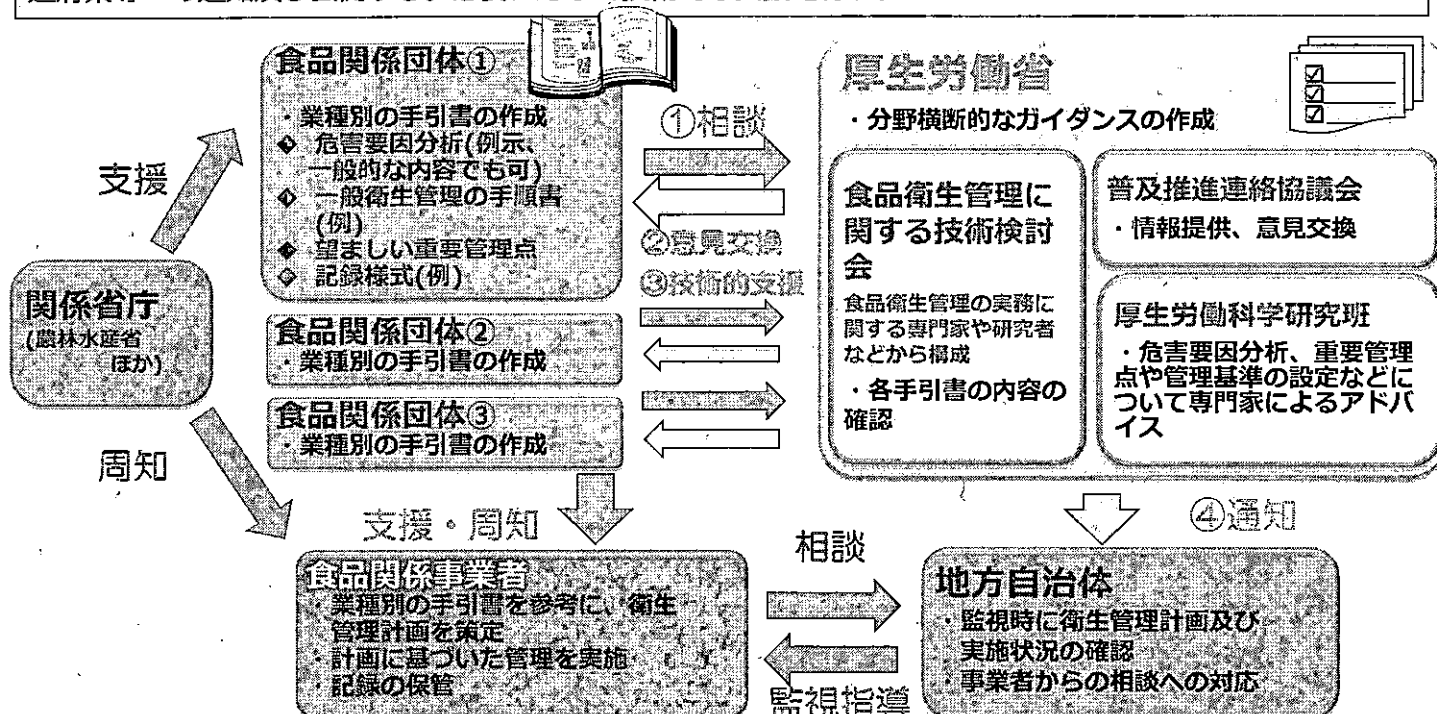 食品関係団体①
・業種別の手引書の作成
◆ 危害要因分析(例示、
一般的な内容でも可)
◆ 一般衛生管理の手順書
(例)
◆ 望ましい重要管理点
◇ 記録様式(例)
食品関係団体②
・業種別の手引書の作成
食品関係団体③
・業種別の手引書の作成
支援
関係省庁
(農林水産省
ほか)
周知
①相談
②意見交換
③技術的支援
厚生労働省
・分野横断的なガイダンスの作成
食品衛生管理に
関する技術検討
会
食品衛生管理の実務に
関する専門家や研究者
などから構成
・各手引書の内容の
確認
普及推進連絡協議会
・情報提供、意見交換
厚生労働科学研究班
・危害要因分析、重要管理
点や管理基準の設定などに
ついて専門家によるアドバ
イス
支援・周知
④通知
食品関係事業者
・業種別の手引書を参考に、衛生
管理計画を策定
・計画に基づいた管理を実施
・記録の保管
相談
監視指導
地方自治体
・監視時に衛生管理計画及び
実施状況の確認
・事業者からの相談への対応